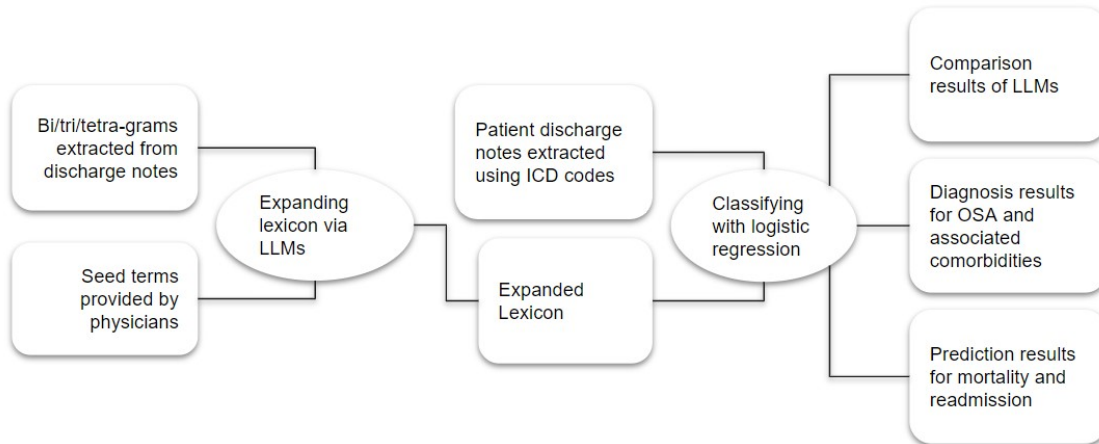 Bi/tri/tetra-grams
extracted from
discharge notes
Seed terms
provided by
physicians
Expanding
lexicon via
LLMs
Patient discharge
notes extracted
using ICD codes
Expanded
Lexicon
Classifying
with logistic
regression
Comparison
results of LLMs
Diagnosis results
for OSA and
associated
comorbidities
Prediction results
for mortality and
readmission